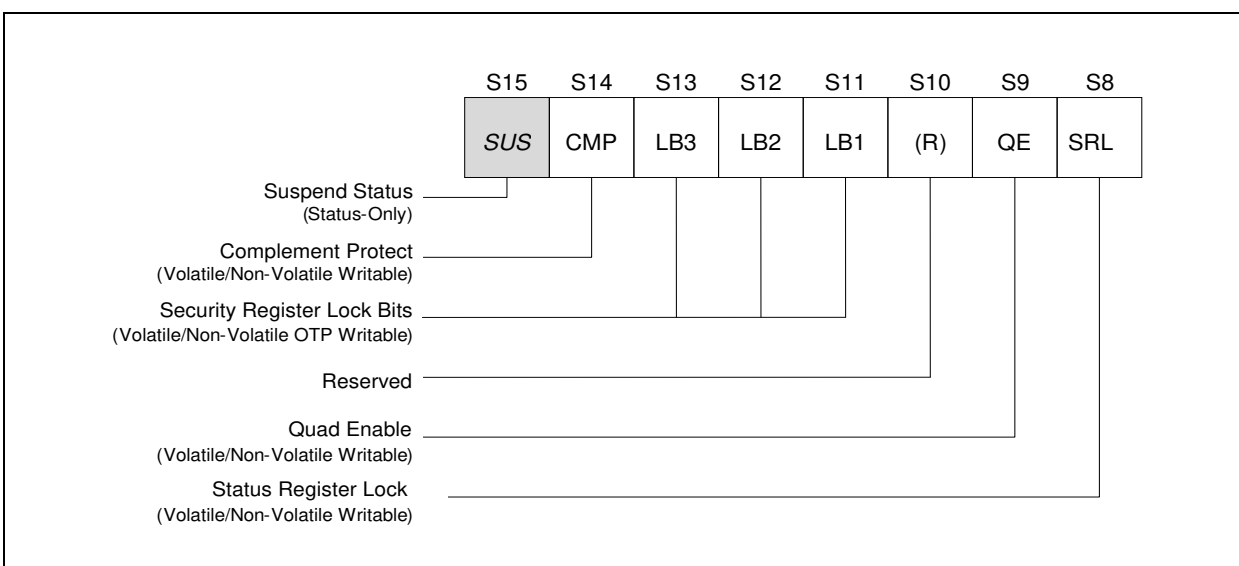 S15 S14 S13 S12 S11 S10 S9 S8
SUS CMP LB3 LB2 LB1 (R) QE SRL
Suspend Status
(Status-Only)
Complement Protect
(Volatile/Non-Volatile Writable)
Security Register Lock Bits
(Volatile/Non-Volatile OTP Writable)
Reserved
Quad Enable
(Volatile/Non-Volatile Writable)
Status Register Lock
(Volatile/Non-Volatile Writable)